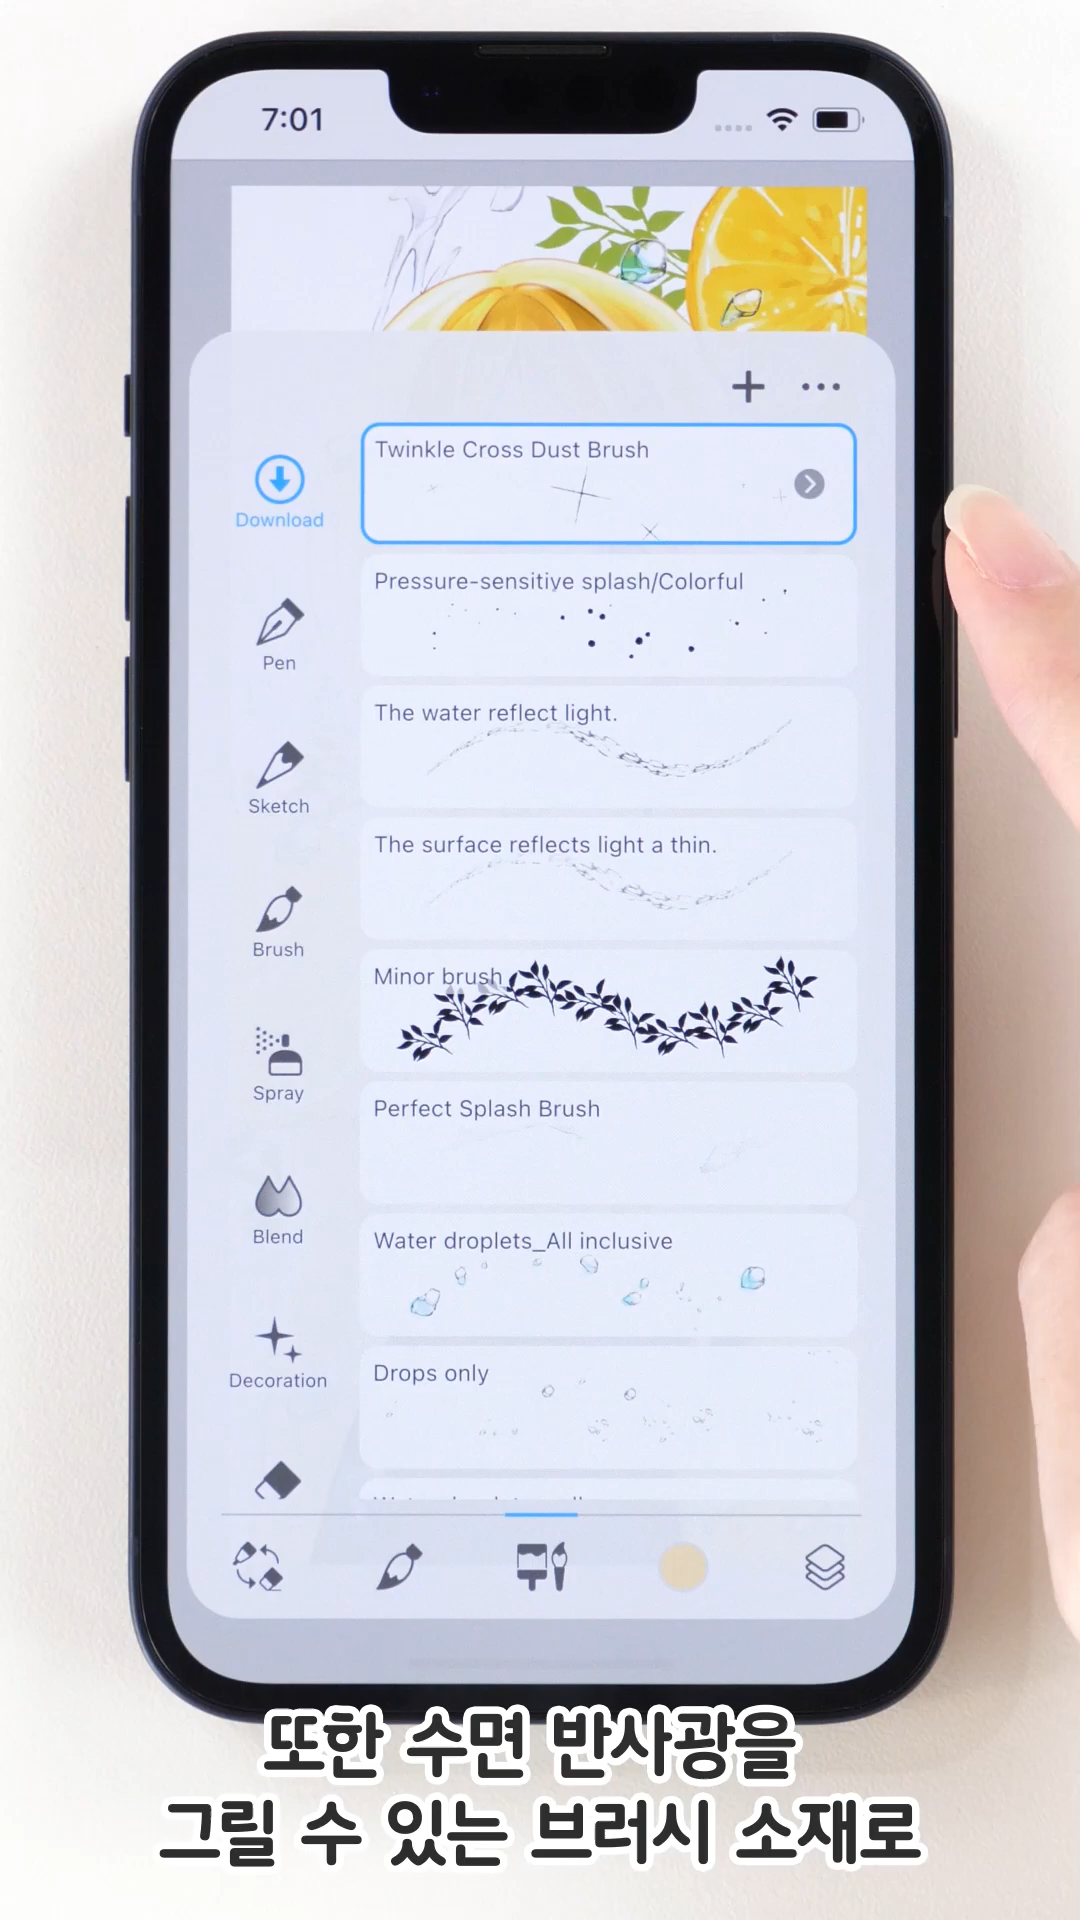 7:01
Twinkle Cross Dust Brush
Download
Pressure-sensitive splash/Colorful
Pen
The water reflect light.
Sketch
The surface reflects light a thin.
Brush
Minor brush
Spray
Perfect Splash Brush
Blend
Water droplets_All inclusive
Decoration
Drops only
또한 수면 반사광을
그릴 수 있는 브러시 소재로